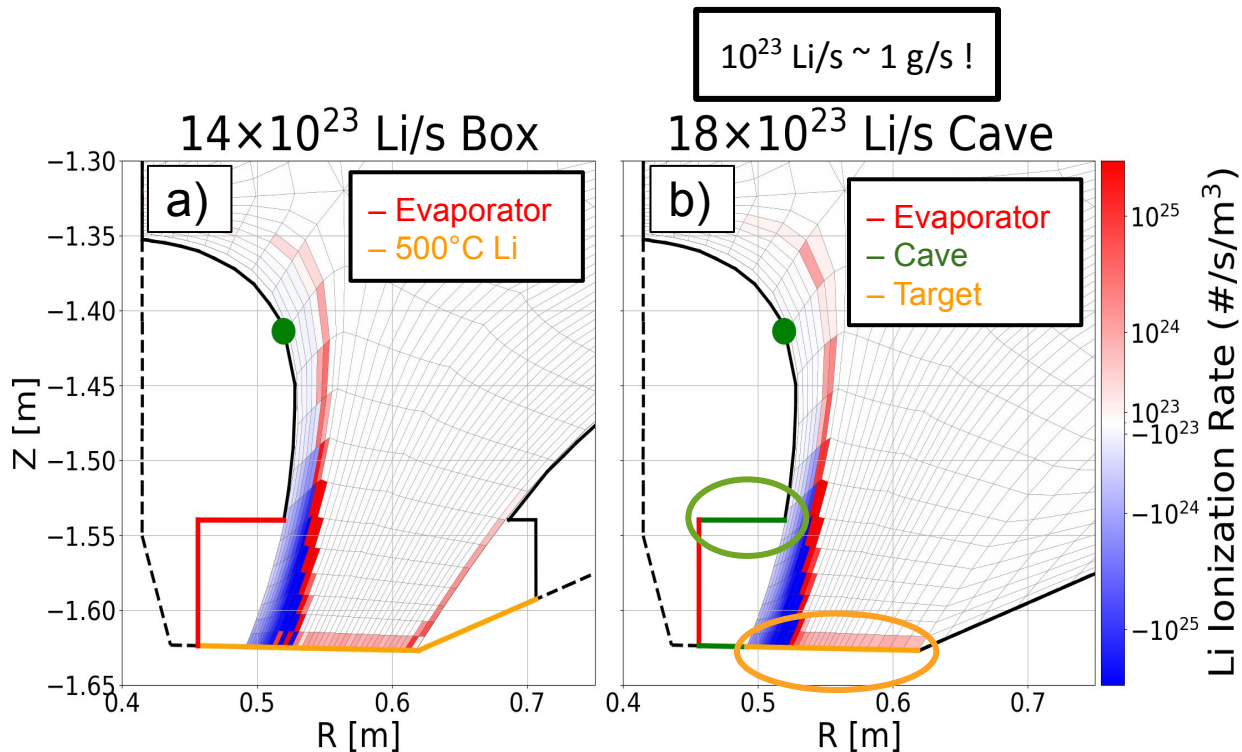 10²³ Li/s ~ 1 g/s !
14×10²³ Li/s Box
18×10²³ Li/s Cave
a)
– Evaporator
– 500°C Li
b)
– Evaporator
– Cave
– Target
−1.30
−1.35
−1.40
−1.45
−1.50
−1.55
−1.60
−1.65
Z [m]
0.4
0.5
0.6
0.7
R [m]
0.4
0.5
0.6
0.7
R [m]
10²⁵
10²⁴
10²³
−10²³
−10²⁴
−10²⁵
Li Ionization Rate (#/s/m³)